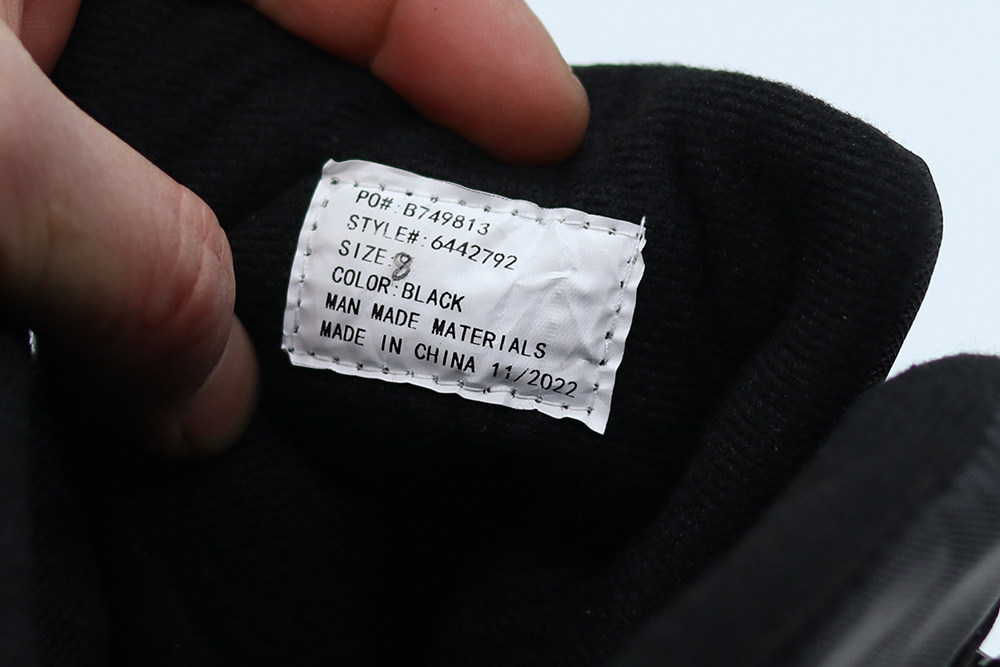 PO#:B749813
STYLE#:6442792
SIZE:8
COLOR:BLACK
MAN MADE MATERIALS
MADE IN CHINA 11/2022